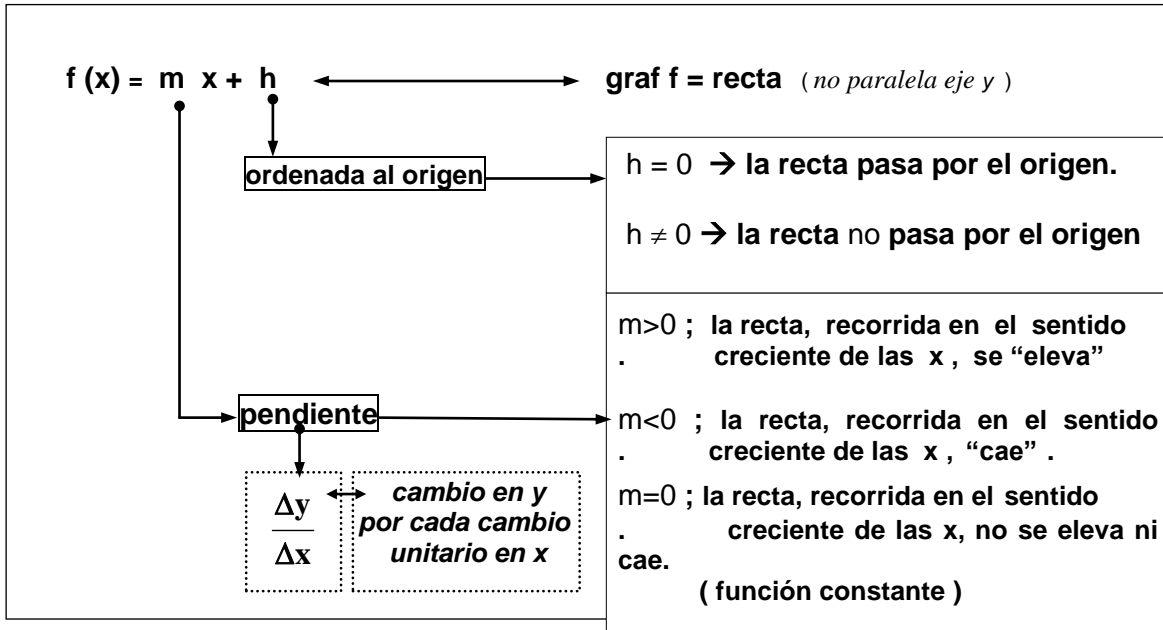 f (x) = m x + h graf f = recta ( no paralela eje y )
ordenada al origen
h = 0 → la recta pasa por el origen.
h ≠ 0 → la recta no pasa por el origen
m>0 ; la recta, recorrida en el sentido
. creciente de las x , se “eleva”
pendiente
m<0 ; la recta, recorrida en el sentido
. creciente de las x , “cae” .
m=0 ; la recta, recorrida en el sentido
. creciente de las x, no se eleva ni
cae.
( función constante )
Δy
Δx
cambio en y
por cada cambio
unitario en x